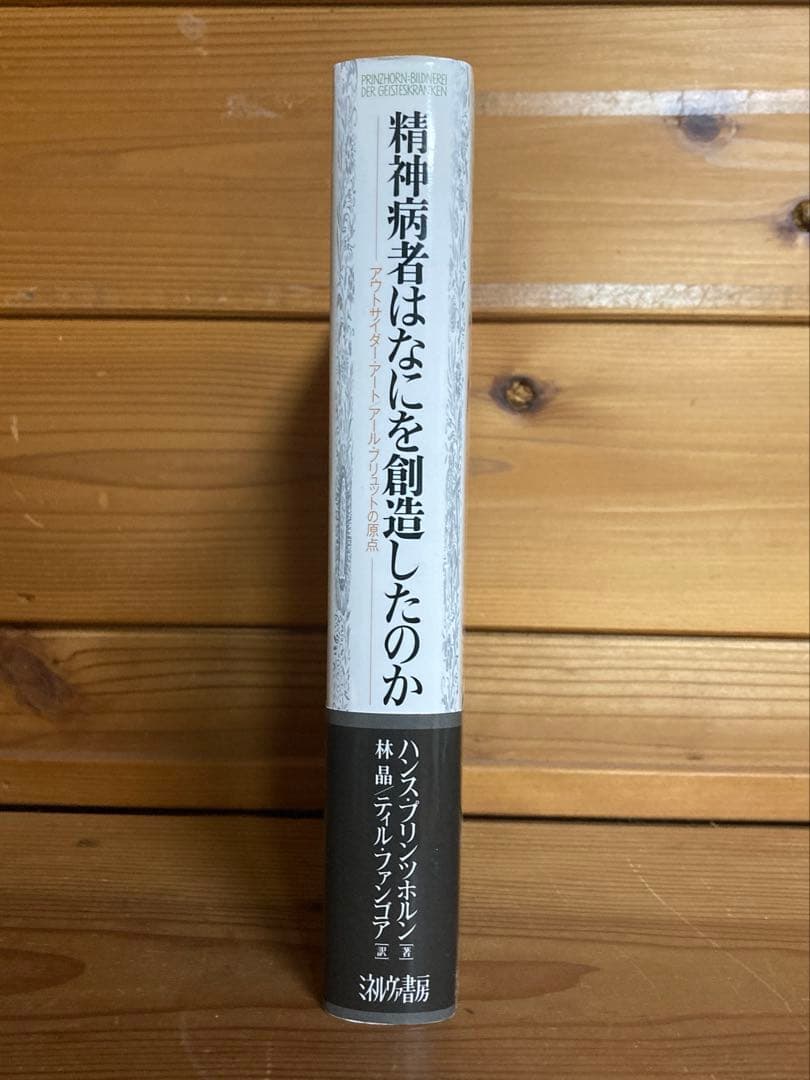 PRINZHORN-BILDNEREI
DER GEISTESKRANKEN
精神病者はなにを創造したのか
アウトサイダー・アート/アール・ブリュットの原点
ハンス・プリンツホルン[著]
林 晶/ティル・ファンゴア[訳]
ミネルヴァ書房